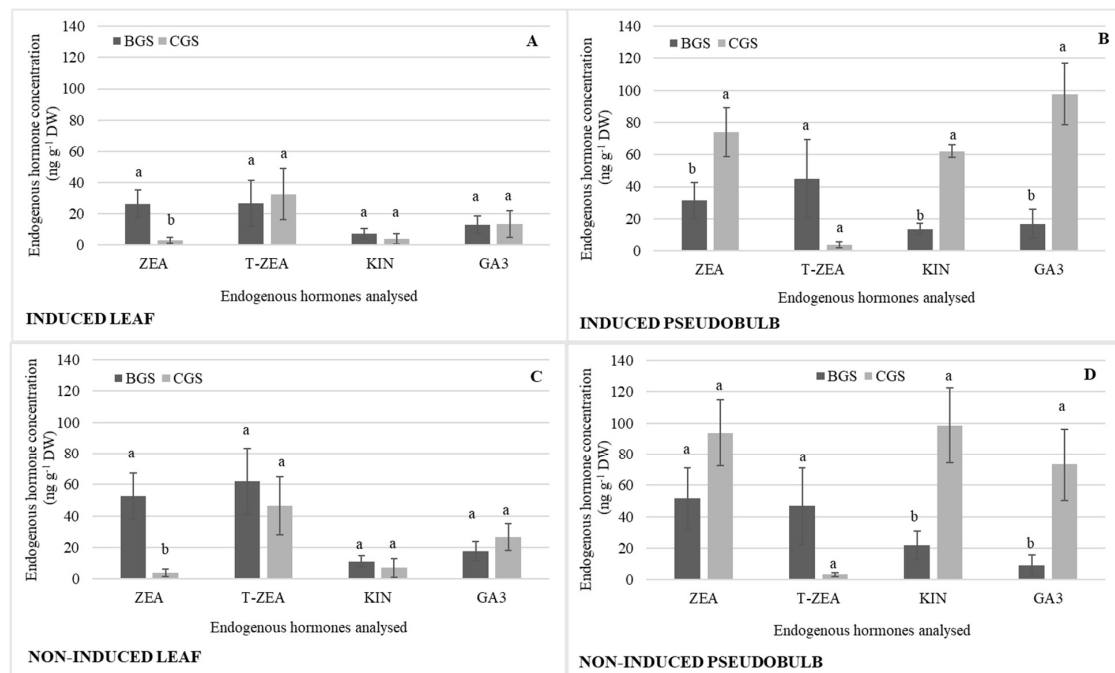 140
120
100
80
60
40
20
0
Endogenous hormone concentration
(ng g-1 DW)
BGS CGS
A
a
b
a
a
a
a
a
a
ZEA T-ZEA KIN GA3
Endogenous hormones analysed
INDUCED LEAF
140
120
100
80
60
40
20
0
Endogenous hormone concentration
(ng g-1 DW)
BGS CGS
B
b
a
a
a
b
a
b
a
ZEA T-ZEA KIN GA3
Endogenous hormones analysed
INDUCED PSEUDOBULB
140
120
100
80
60
40
20
0
Endogenous hormone concentration
(ng g-1 DW)
BGS CGS
C
a
b
a
a
a
a
a
a
ZEA T-ZEA KIN GA3
Endogenous hormones analysed
NON-INDUCED LEAF
140
120
100
80
60
40
20
0
Endogenous hormone concentration
(ng g-1 DW)
BGS CGS
D
a
a
a
a
b
a
b
a
ZEA T-ZEA KIN GA3
Endogenous hormones analysed
NON-INDUCED PSEUDOBULB